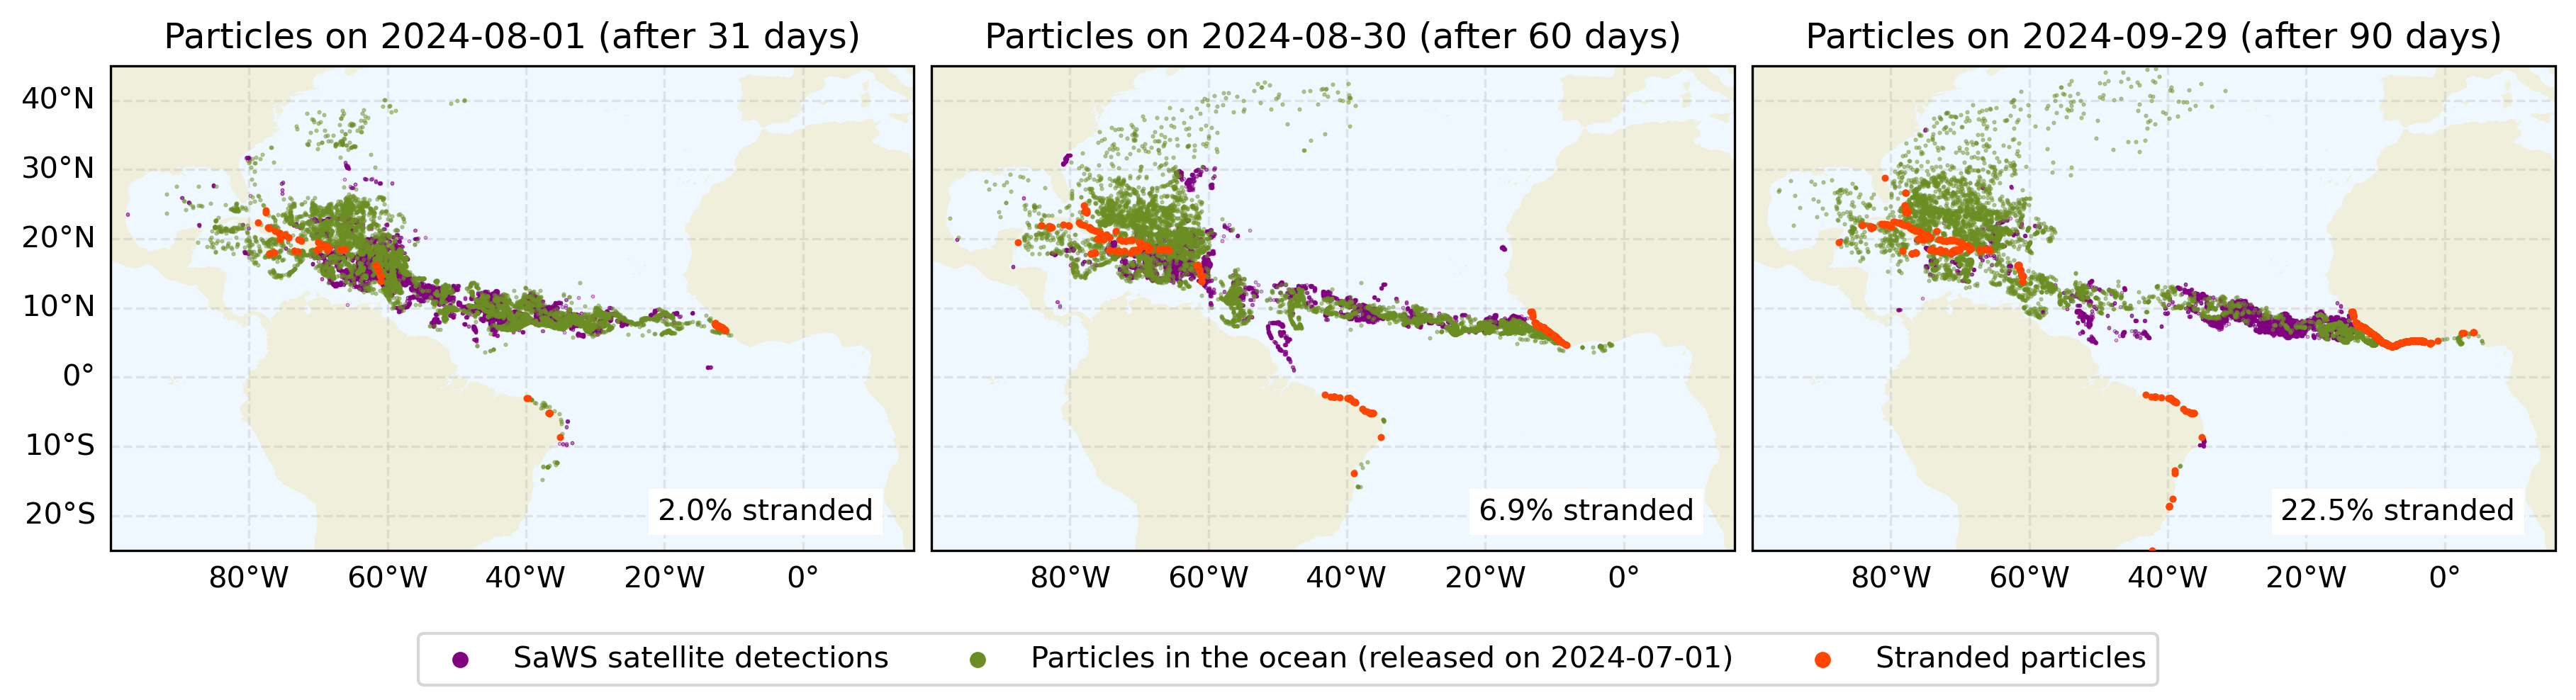 Particles on 2024-08-01 (after 31 days)
Particles on 2024-08-30 (after 60 days)
Particles on 2024-09-29 (after 90 days)
40°N
30°N
20°N
10°N
0°
10°S
20°S
2.0% stranded
6.9% stranded
22.5% stranded
80°W 60°W 40°W 20°W 0°
80°W 60°W 40°W 20°W 0°
80°W 60°W 40°W 20°W 0°
SaWS satellite detections
Particles in the ocean (released on 2024-07-01)
Stranded particles